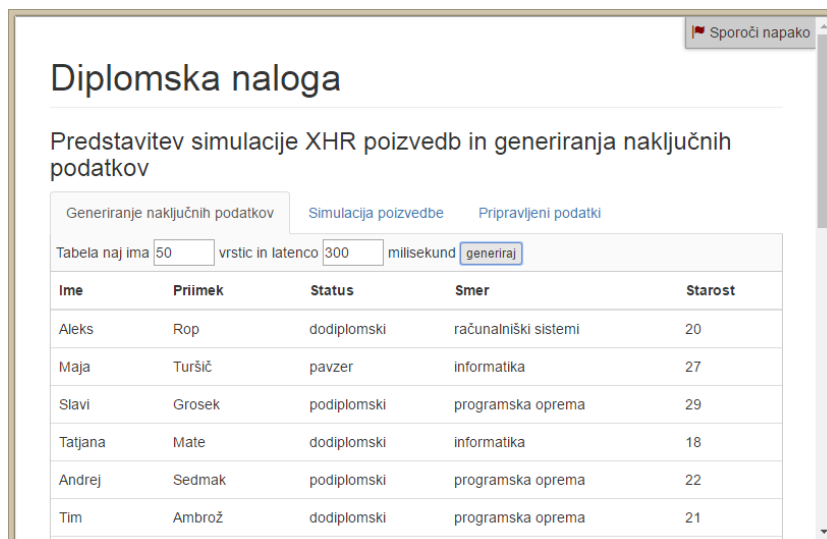 Sporoči napako
Diplomska naloga
Predstavitev simulacije XHR poizvedb in generiranja naključnih
podatkov
Generiranje naključnih podatkov Simulacija poizvedbe Pripravljeni podatki
Tabela naj ima 50 vrstic in latenco 300 milisekund generiraj
Ime Priimek Status Smer Starost
Aleks Rop dodiplomski računalniški sistemi 20
Maja Turšič pavzer informatika 27
Slavi Grosek podiplomski programska oprema 29
Tatjana Mate dodiplomski informatika 18
Andrej Sedmak podiplomski programska oprema 22
Tim Ambrož dodiplomski programska oprema 21